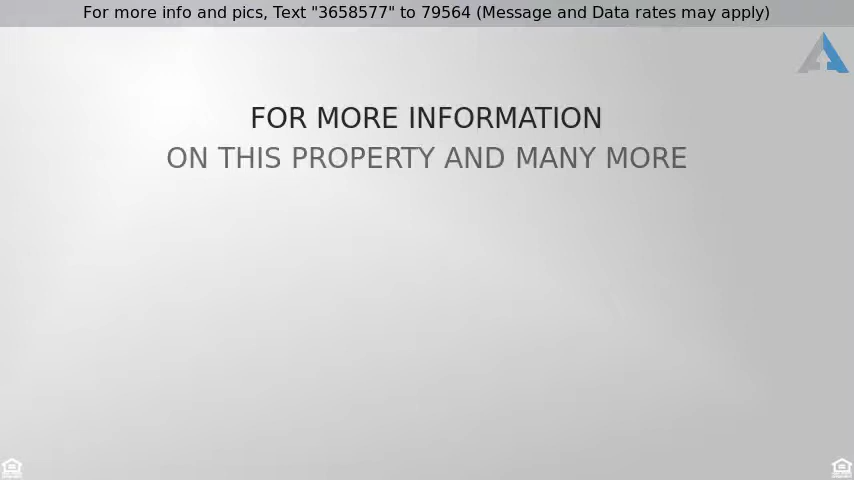 For more info and pics, Text "3658577" to 79564 (Message and Data rates may apply)
FOR MORE INFORMATION
ON THIS PROPERTY AND MANY MORE